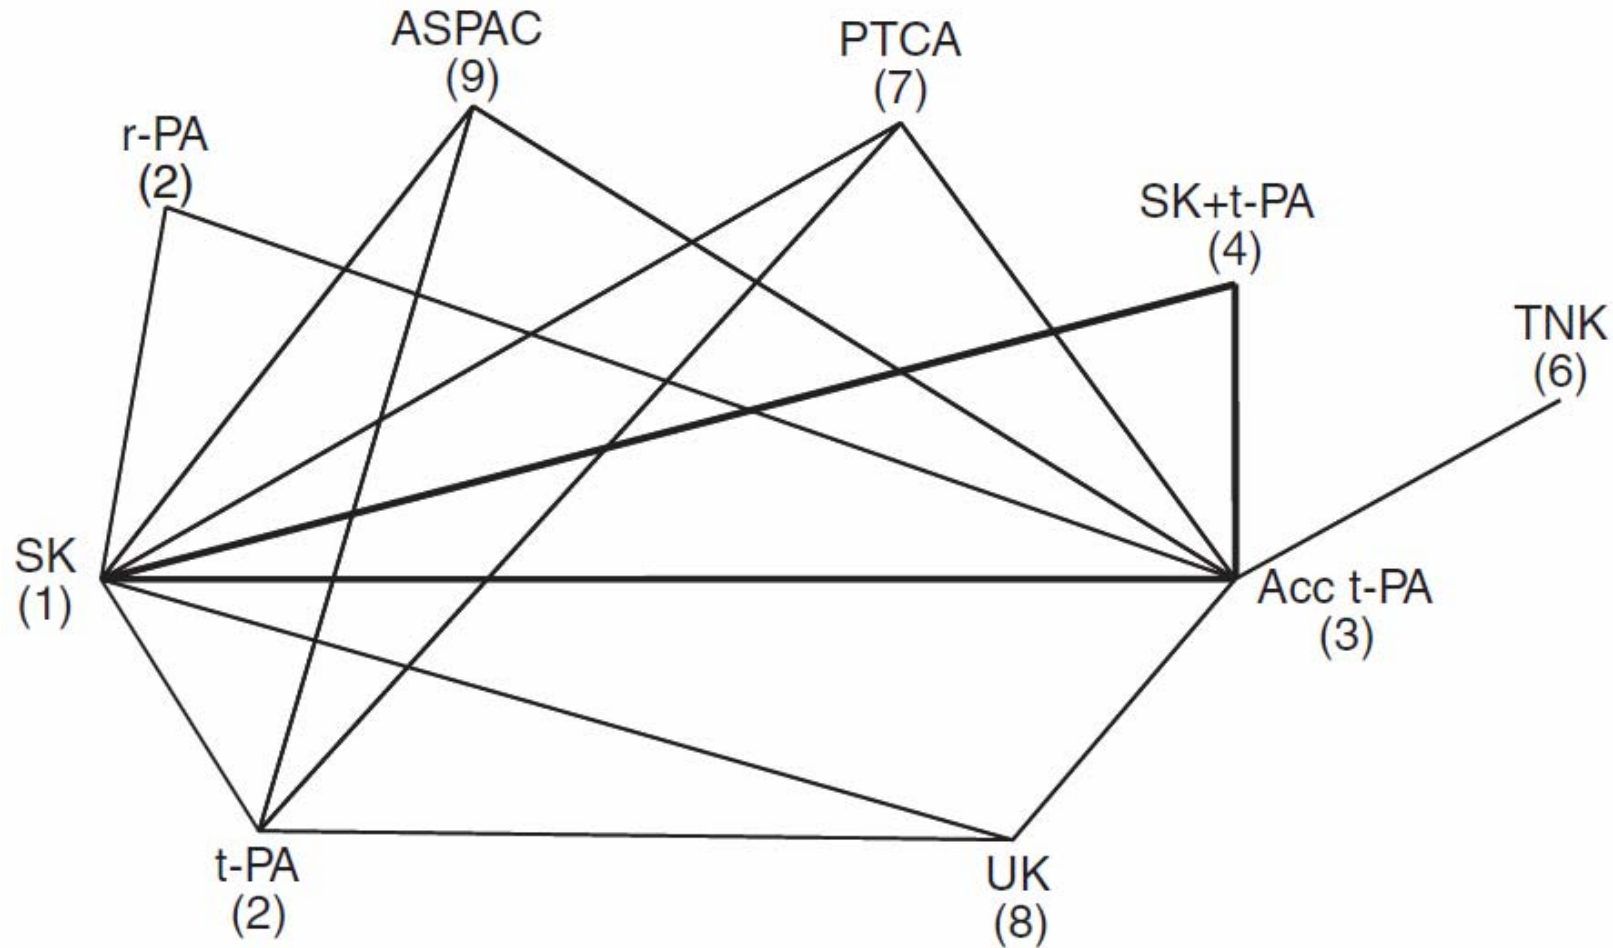 ASPAC
(9)
PTCA
(7)
r-PA
(2)
SK+t-PA
(4)
TNK
(6)
SK
(1)
Acc t-PA
(3)
t-PA
(2)
UK
(8)